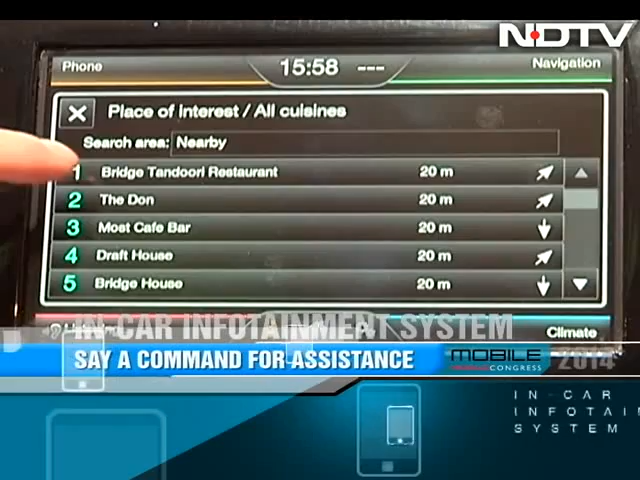 NDTV
Phone
15:58 ---
Navigation
Place of interest / All cuisines
Search area: Nearby
1 Bridge Tandoori Restaurant 20 m
2 The Don 20 m
3 Most Cafe Bar 20 m
4 Draft House 20 m
5 Bridge House 20 m
IN-CAR INFOTAINMENT SYSTEM
Climate
SAY A COMMAND FOR ASSISTANCE
MOBILE
CONGRESS
2014
IN-CAR
INFOTAI
SYSTEM